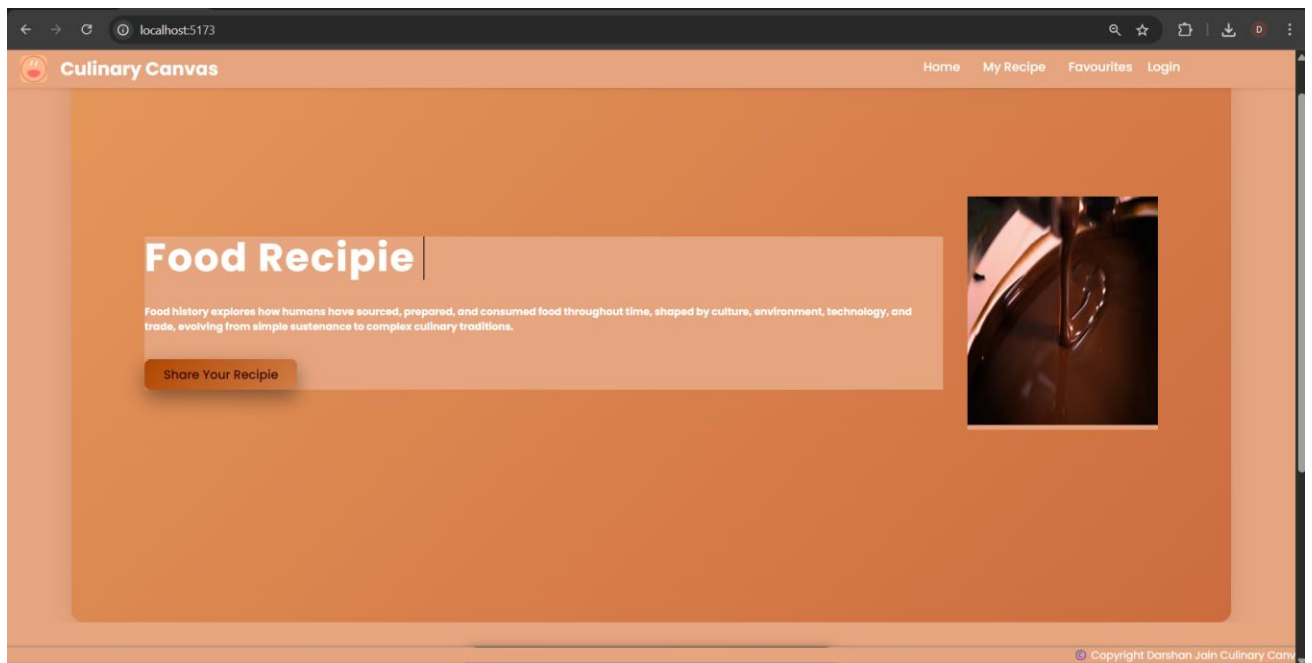 localhost:5173
D
Culinary Canvas
Home My Recipe Favourites Login
Food Recipie
Food history explores how humans have sourced, prepared, and consumed food throughout time, shaped by culture, environment, technology, and
trade, evolving from simple sustenance to complex culinary traditions.
Share Your Recipie
© Copyright Darshan Jain Culinary Canv